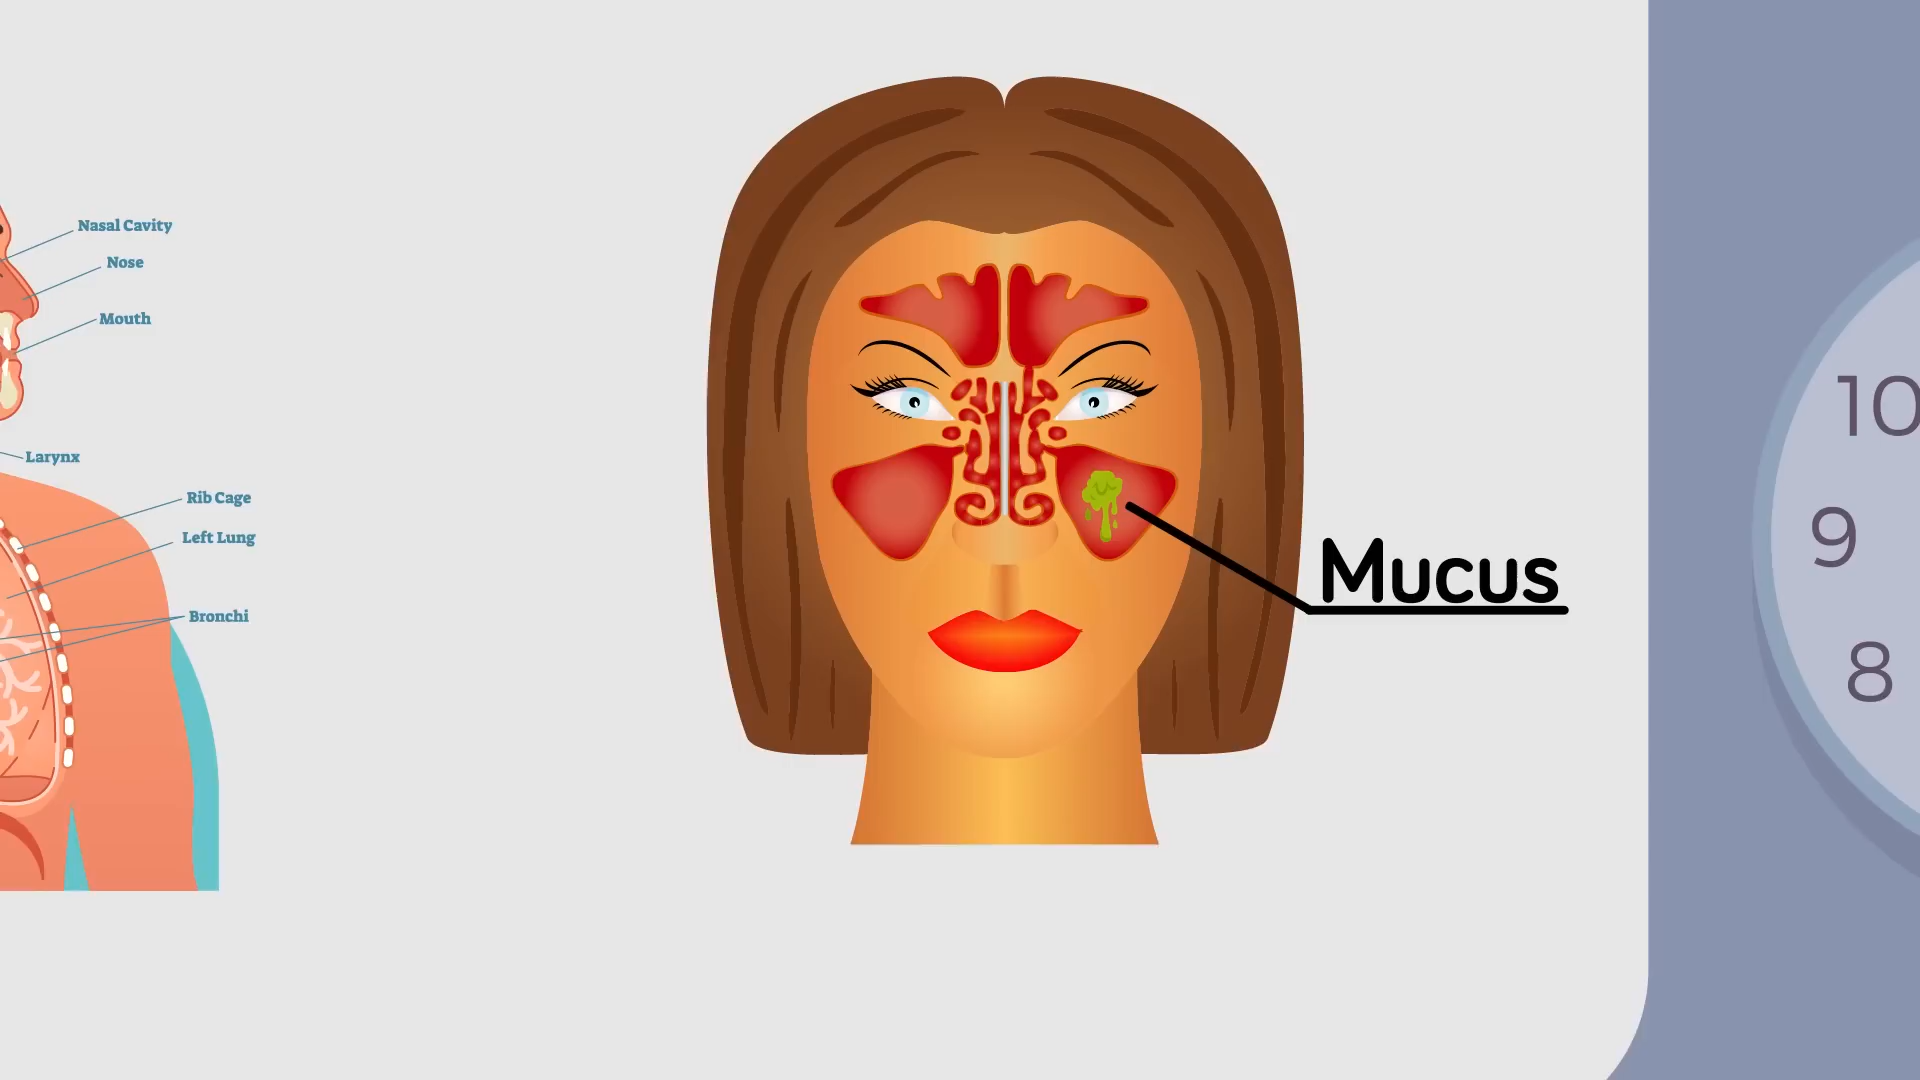 Nasal Cavity
Nose
Mouth
Larynx
Rib Cage
Left Lung
Bronchi
Mucus
10
9
8